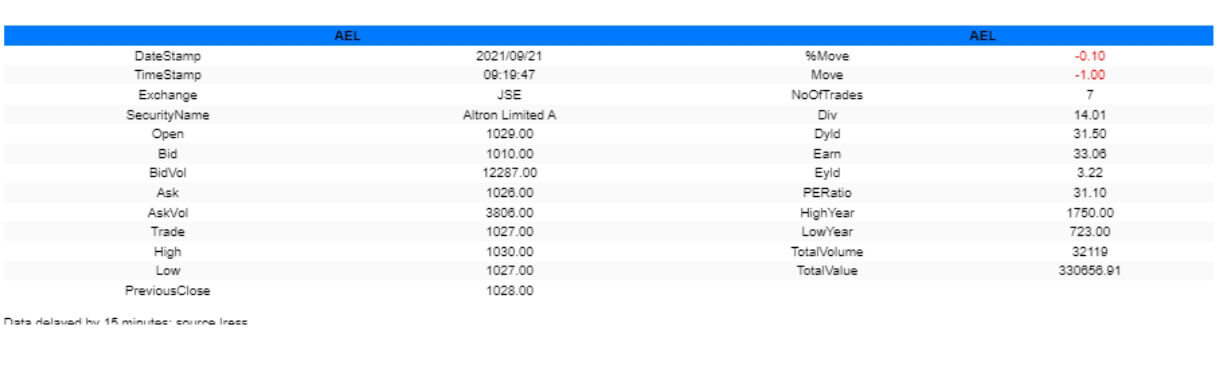 AEL AEL
DateStamp 2021/09/21 %Move -0.10
TimeStamp 09:19:47 Move -1.00
Exchange JSE NoOfTrades 7
SecurityName Altron Limited A Div 14.01
Open 1029.00 Dyld 31.50
Bid 1010.00 Earn 33.06
BidVol 12287.00 Eyld 3.22
Ask 1026.00 PERatio 31.10
AskVol 3806.00 HighYear 1750.00
Trade 1027.00 LowYear 723.00
High 1030.00 TotalVolume 32119
Low 1027.00 TotalValue 330656.91
PreviousClose 1028.00
Data delayed by 15 minutes: source Iress